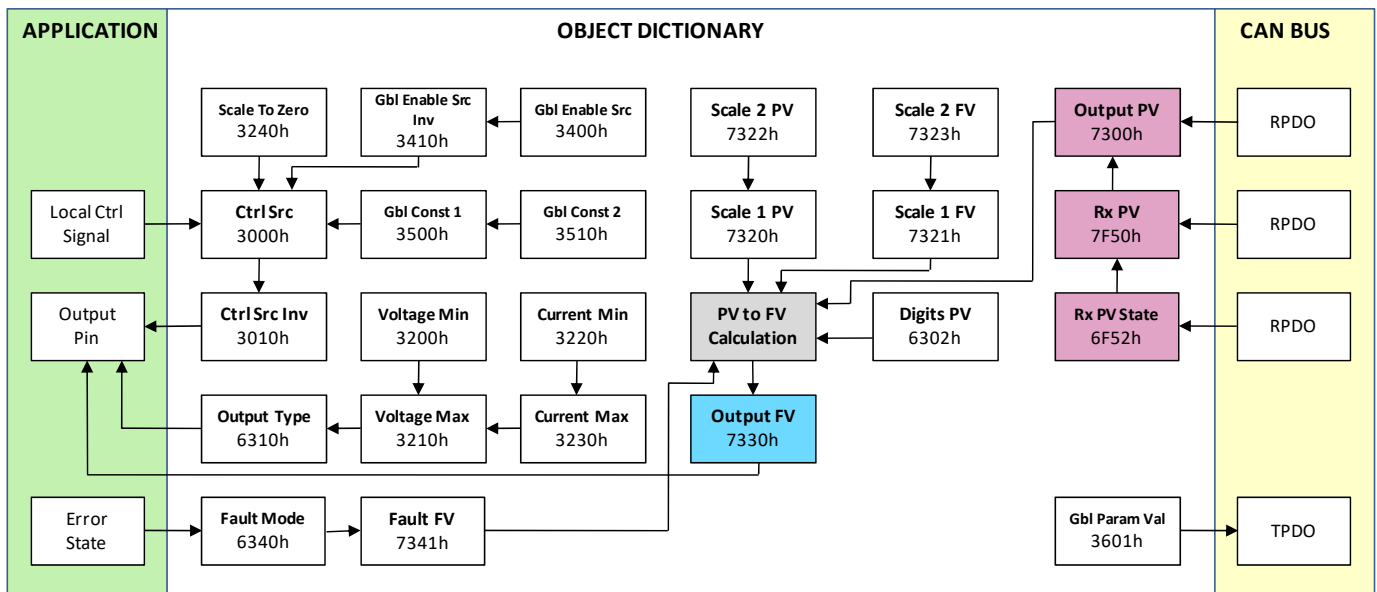 APPLICATION
OBJECT DICTIONARY
CAN BUS
Scale To Zero
3240h
Gbl Enable Src
Inv
3410h
Gbl Enable Src
3400h
Scale 2 PV
7322h
Scale 2 FV
7323h
Output PV
7300h
RPDO
Local Ctrl
Signal
Ctrl Src
3000h
Gbl Const 1
3500h
Gbl Const 2
3510h
Scale 1 PV
7320h
Scale 1 FV
7321h
Rx PV
7F50h
RPDO
Output
Pin
Ctrl Src Inv
3010h
Voltage Min
3200h
Current Min
3220h
PV to FV
Calculation
Digits PV
6302h
Rx PV State
6F52h
RPDO
Output Type
6310h
Voltage Max
3210h
Current Max
3230h
Output FV
7330h
Error
State
Fault Mode
6340h
Fault FV
7341h
Gbl Param Val
3601h
TPDO